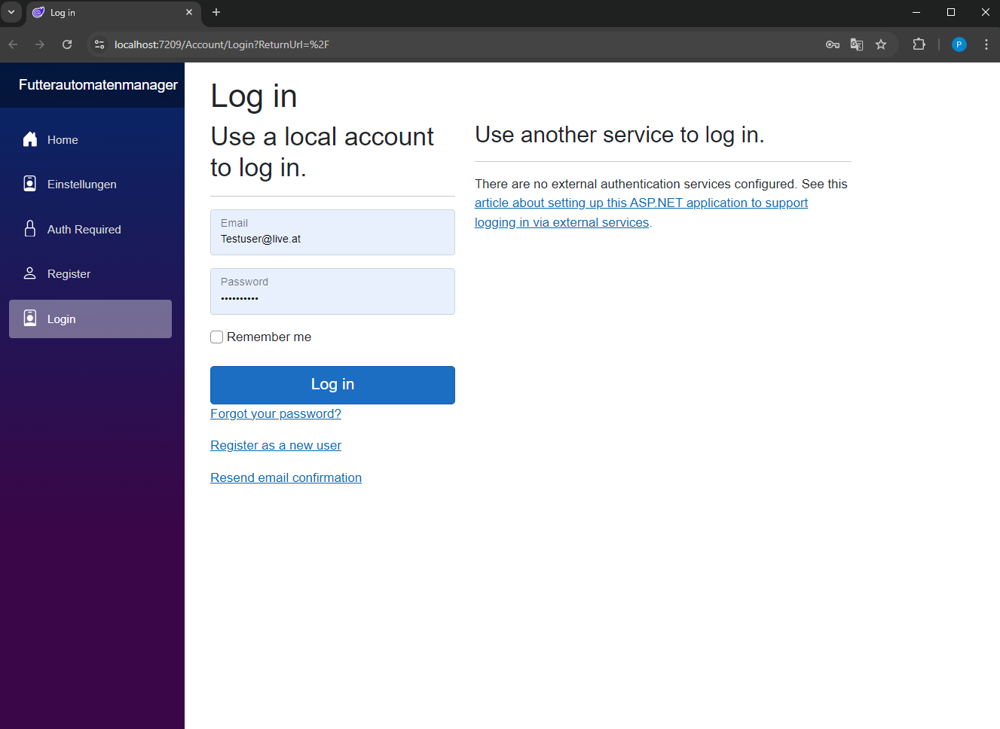 Log in
localhost:7209/Account/Login?ReturnUrl=%2F
P
Futterautomatenmanager
Home
Einstellungen
Auth Required
Register
Login
Log in
Use a local account
to log in.
Email
Testuser@live.at
Password
••••••••••
Remember me
Log in
Forgot your password?
Register as a new user
Resend email confirmation
Use another service to log in.
There are no external authentication services configured. See this
article about setting up this ASP.NET application to support
logging in via external services.